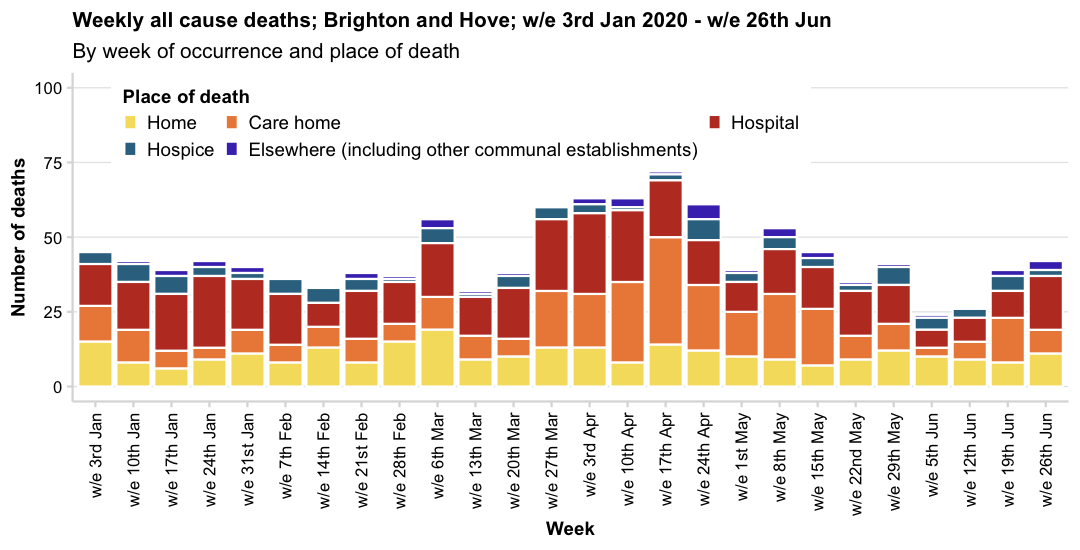 Weekly all cause deaths; Brighton and Hove; w/e 3rd Jan 2020 - w/e 26th Jun
By week of occurrence and place of death
Place of death
Home Care home Hospital
Hospice Elsewhere (including other communal establishments)
Number of deaths
100
75
50
25
0
w/e 3rd Jan
w/e 10th Jan
w/e 17th Jan
w/e 24th Jan
w/e 31st Jan
w/e 7th Feb
w/e 14th Feb
w/e 21st Feb
w/e 28th Feb
w/e 6th Mar
w/e 13th Mar
w/e 20th Mar
w/e 27th Mar
w/e 3rd Apr
w/e 10th Apr
w/e 17th Apr
w/e 24th Apr
w/e 1st May
w/e 8th May
w/e 15th May
w/e 22nd May
w/e 29th May
w/e 5th Jun
w/e 12th Jun
w/e 19th Jun
w/e 26th Jun
Week